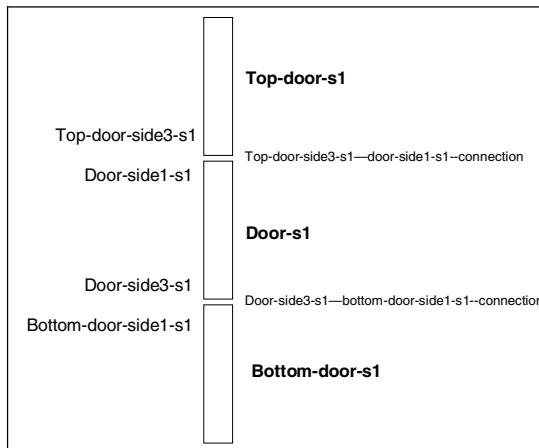 Top-door-s1
Top-door-side3-s1
Top-door-side3-s1—door-side1-s1--connection
Door-side1-s1
Door-s1
Door-side3-s1
Door-side3-s1—bottom-door-side1-s1--connection
Bottom-door-side1-s1
Bottom-door-s1